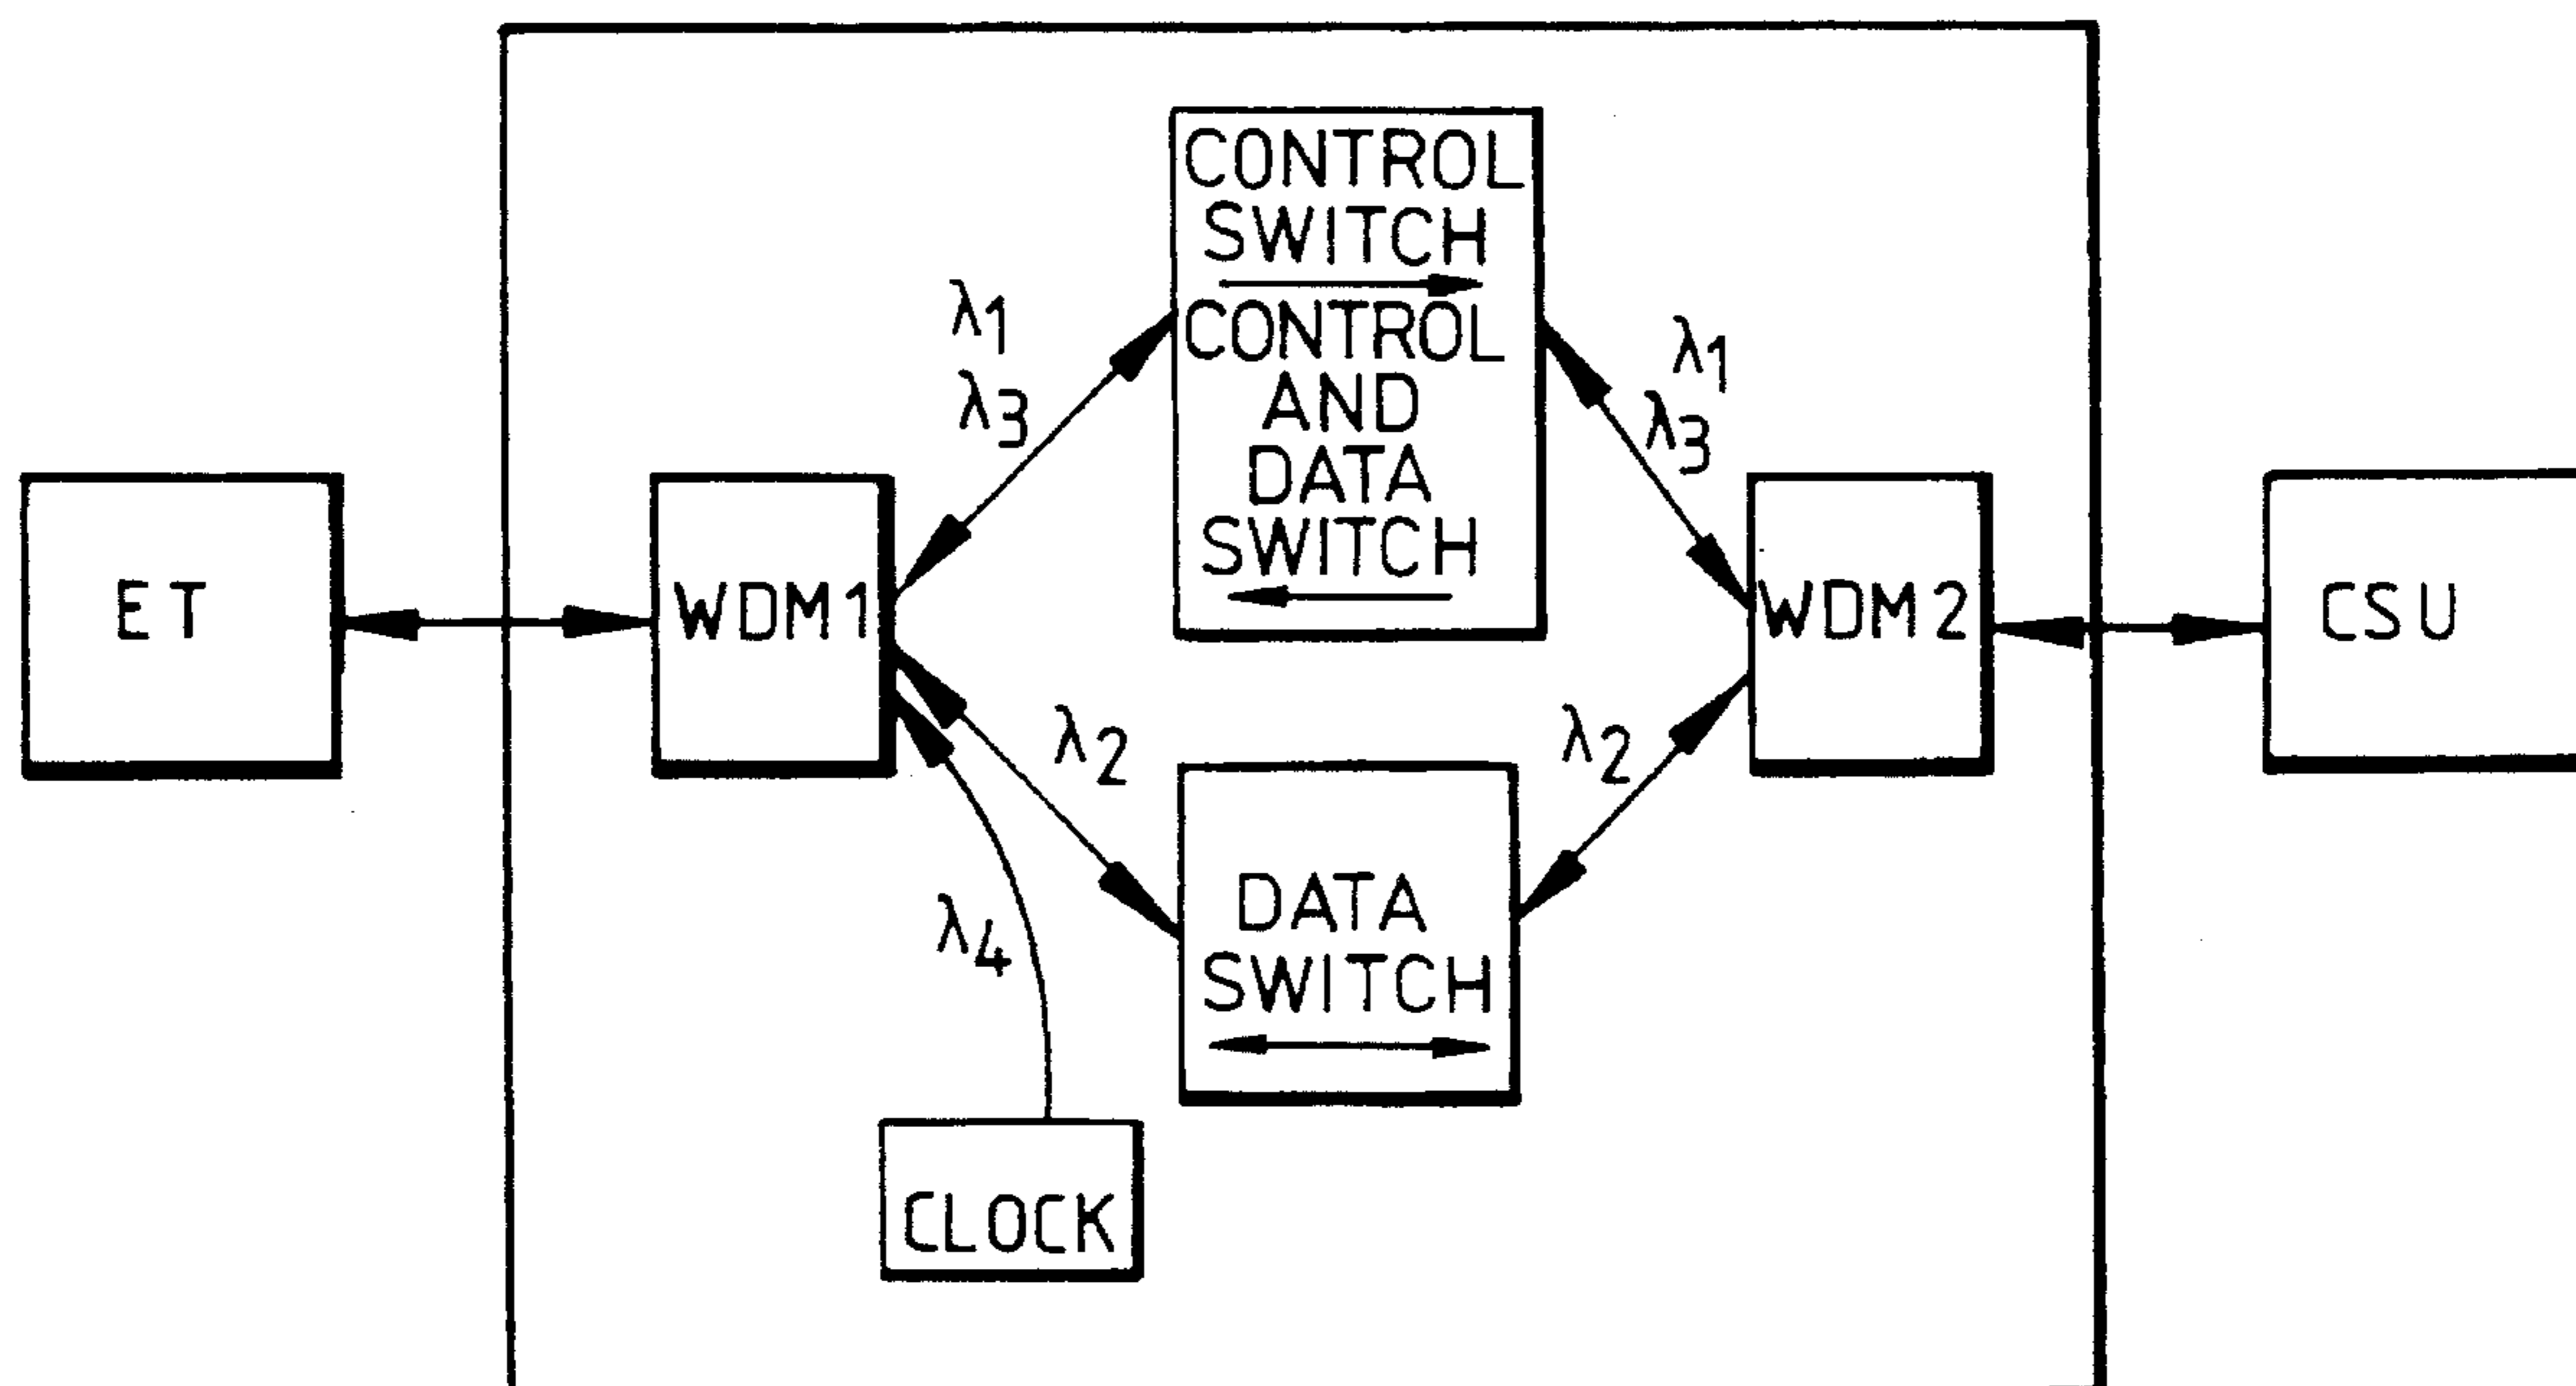 CONTROL
SWITCH
CONTROL
AND
DATA
SWITCH
λ1
λ3
λ1
λ3
ET
WDM1
WDM2
CSU
λ2
λ2
λ4
DATA
SWITCH
CLOCK